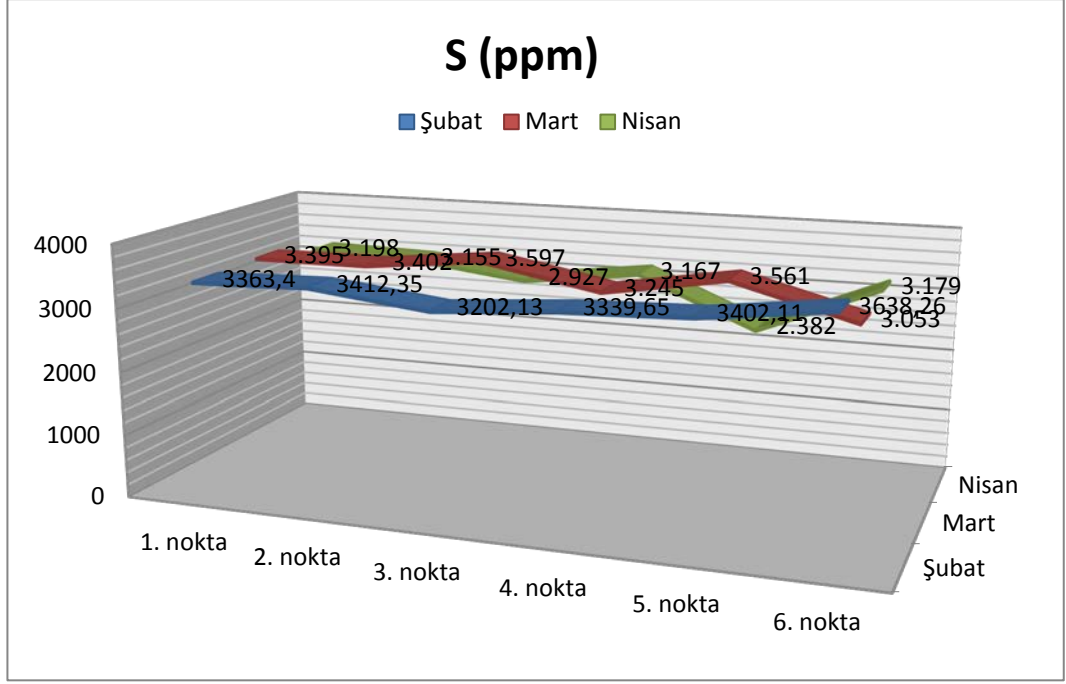 S (ppm)
Şubat Mart Nisan
4000
3000
2000
1000
0
3.395 3.198 3.402 3.155 3.597 2.927 3.245 3.167 3.561 2.382 3.179 3.053
3363,4 3412,35 3202,13 3339,65 3402,11 3638,26
1. nokta
2. nokta
3. nokta
4. nokta
5. nokta
6. nokta
Nisan
Mart
Şubat